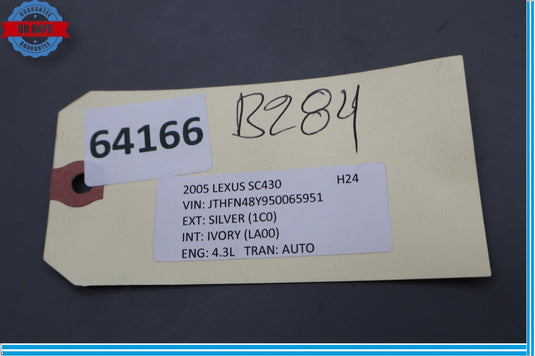 GUARANTEE
90 DAYS
GUARANTEE
64166
B284
2005 LEXUS SC430 H24
VIN: JTHFN48Y950065951
EXT: SILVER (1C0)
INT: IVORY (LA00)
ENG: 4.3L TRAN: AUTO